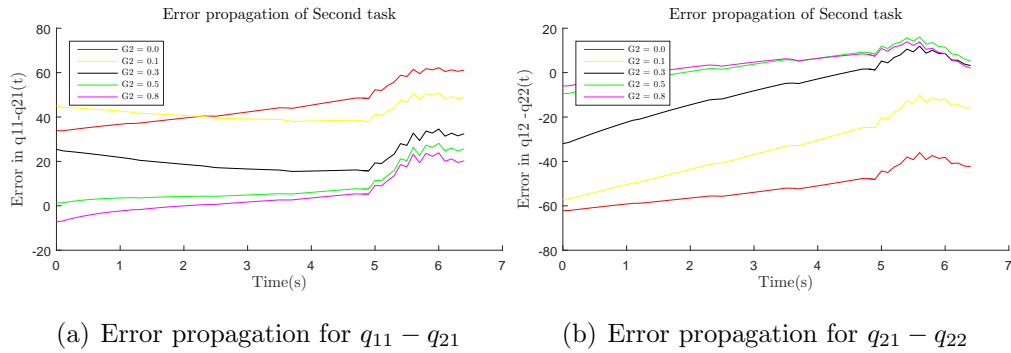 Error propagation of Second task
80
60
40
20
0
-20
Error in q11-q21(t)
G2 = 0.0
G2 = 0.1
G2 = 0.3
G2 = 0.5
G2 = 0.8
0 1 2 3 4 5 6 7
Time(s)
(a) Error propagation for q11 − q21
Error propagation of Second task
20
0
-20
-40
-60
-80
Error in q12 -q22(t)
G2 = 0.0
G2 = 0.1
G2 = 0.3
G2 = 0.5
G2 = 0.8
0 1 2 3 4 5 6 7
Time(s)
(b) Error propagation for q21 − q22